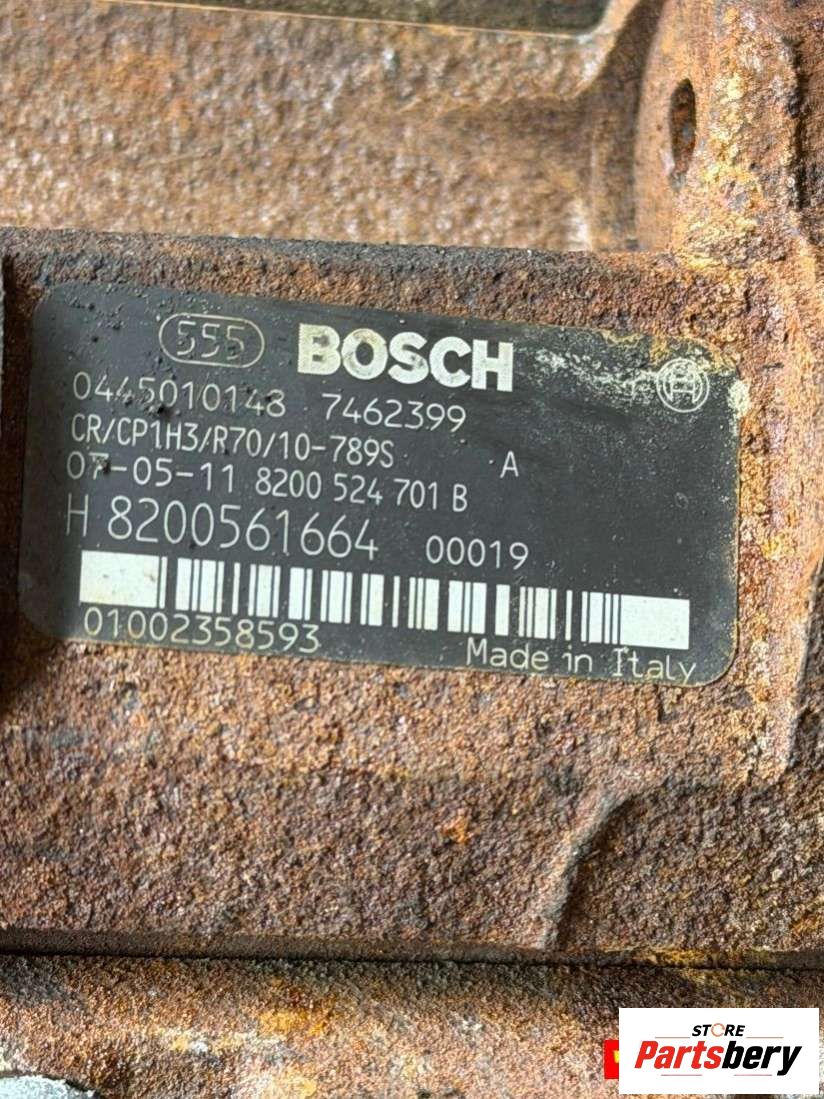 555 BOSCH
0445010148 7462399
CR/CP1H3/R70/10-789S A
07-05-11 8200 524 701 B
H 8200561664 00019
01002358593
Made in Italy
STORE
Partsbery